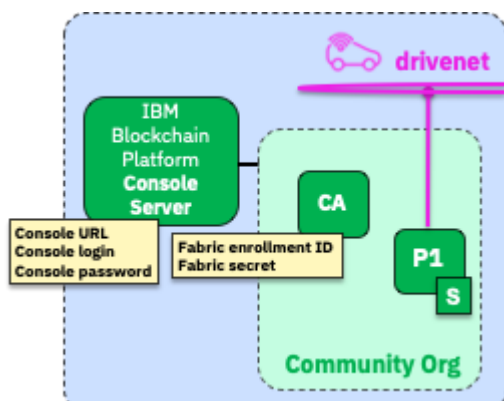 drivenet
IBM
Blockchain
Platform
Console
Server
CA
Console URL
Console login
Console password
Fabric enrollment ID
Fabric secret
P1
S
Community Org